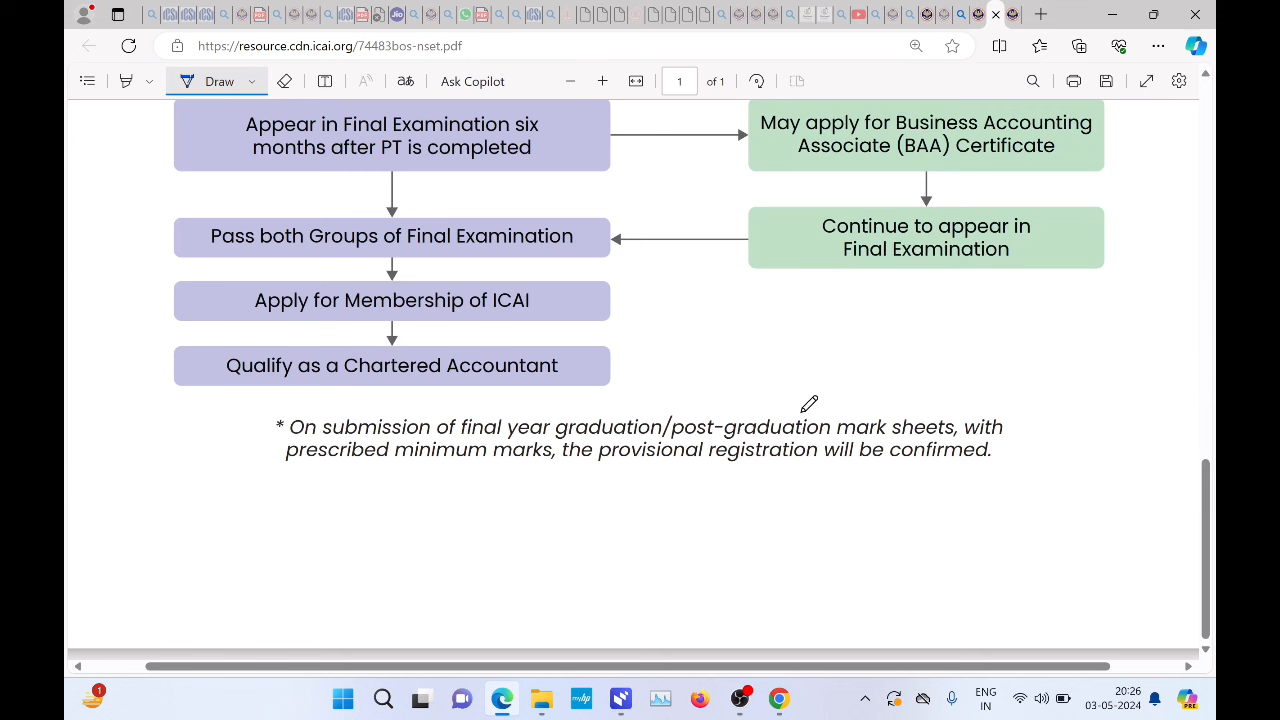 https://resource.cdn.icai.org/74483bos-nset.pdf
Draw
Ask Copilot
1 of 1
Appear in Final Examination six
months after PT is completed
May apply for Business Accounting
Associate (BAA) Certificate
Pass both Groups of Final Examination
Continue to appear in
Final Examination
Apply for Membership of ICAI
Qualify as a Chartered Accountant
* On submission of final year graduation/post-graduation mark sheets, with
prescribed minimum marks, the provisional registration will be confirmed.
1
ENG
IN
20:26
03-05-2024
PRE